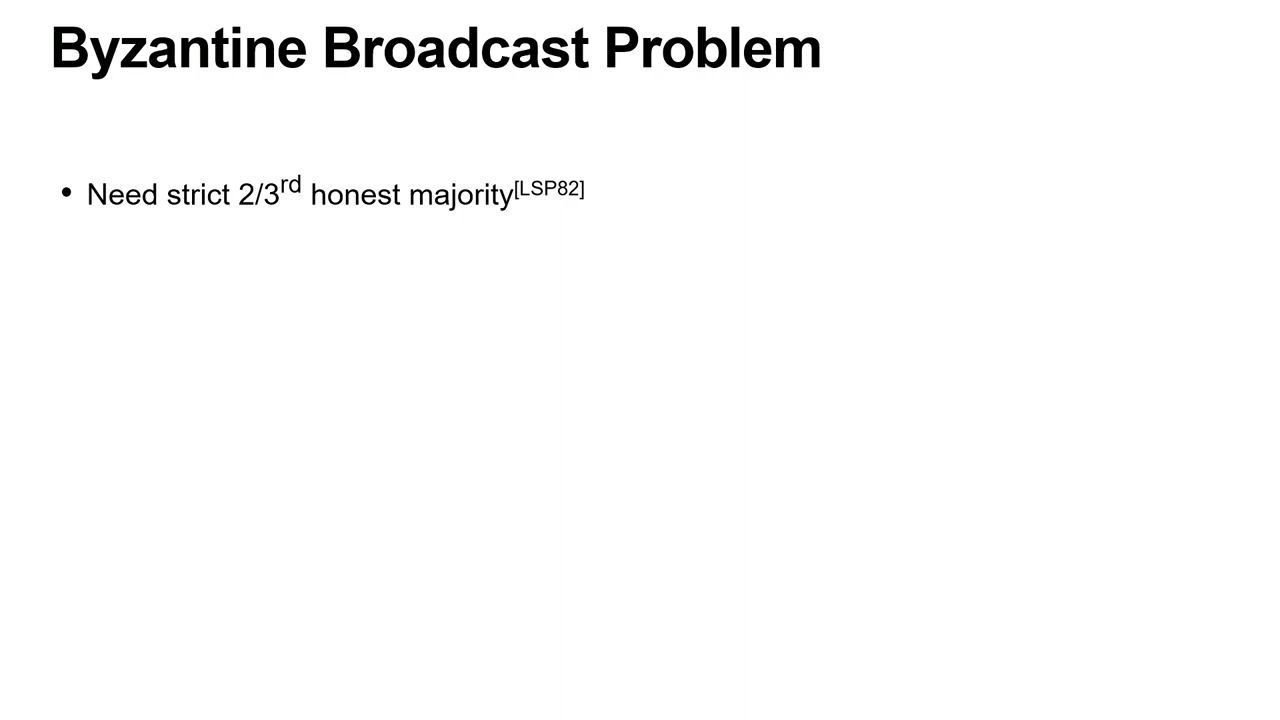 Byzantine Broadcast Problem
• Need strict 2/3rd honest majority[LSP82]